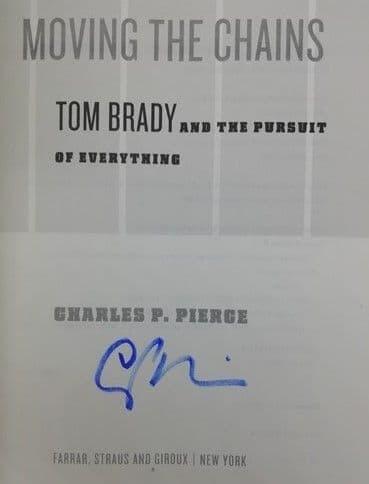 MOVING THE CHAINS
TOM BRADY AND THE PURSUIT
OF EVERYTHING
CHARLES P. PIERCE
FARRAR, STRAUS AND GIROUX | NEW YORK